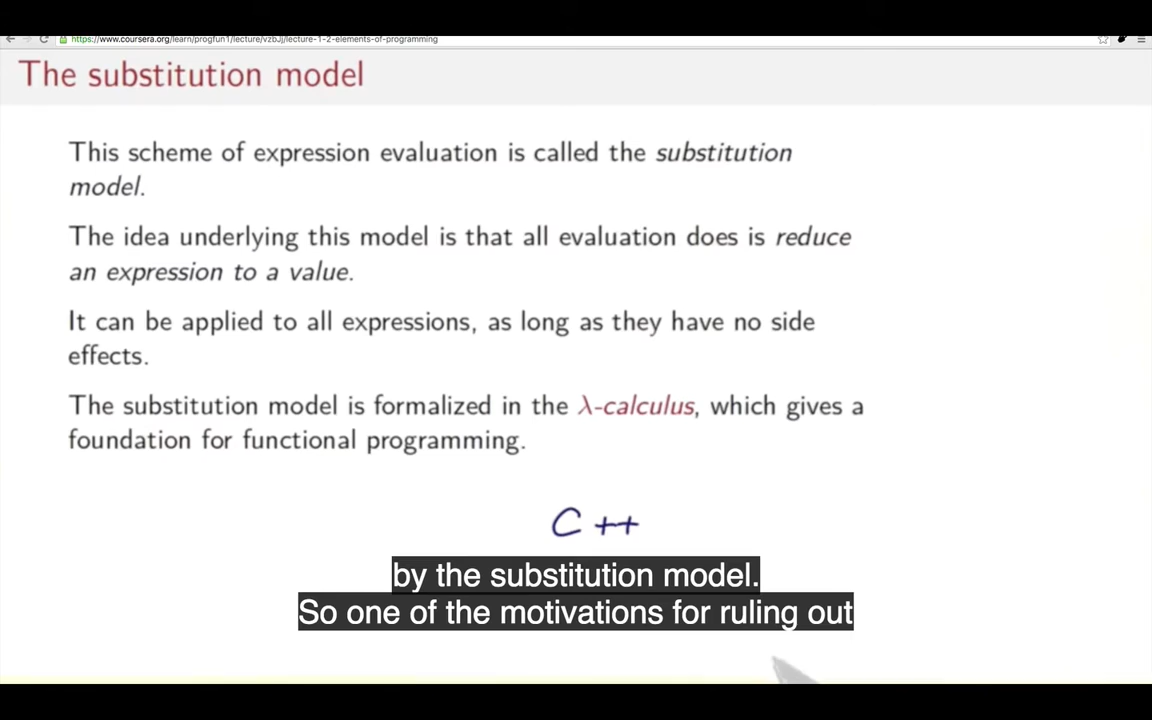 https://www.coursera.org/learn/progfun1/lecture/vzbJj/lecture-1-2-elements-of-programming
The substitution model
This scheme of expression evaluation is called the substitution
model.
The idea underlying this model is that all evaluation does is reduce
an expression to a value.
It can be applied to all expressions, as long as they have no side
effects.
The substitution model is formalized in the λ-calculus, which gives a
foundation for functional programming.
C ++
by the substitution model.
So one of the motivations for ruling out